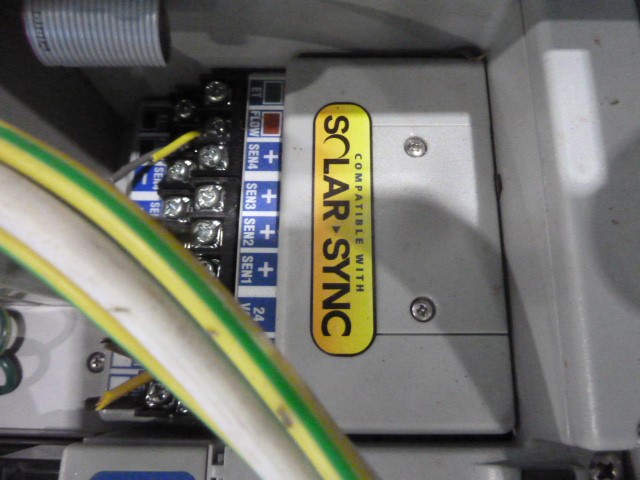 COMPATIBLE WITH
SOLAR SYNC
ET
FLOW
SEN4
SEN3
SEN2
SEN1
24